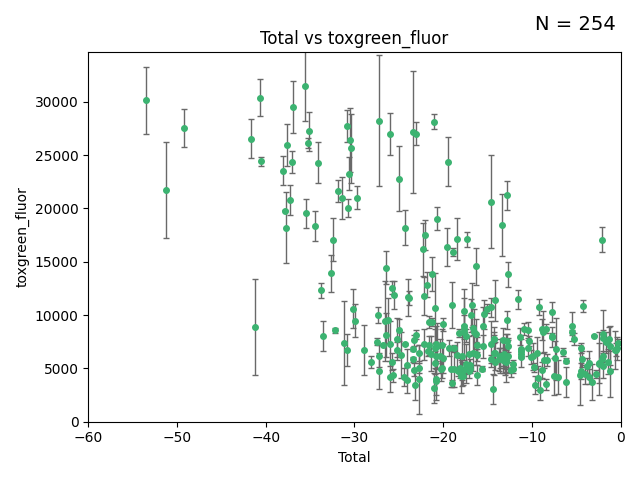 N = 254
Total vs toxgreen_fluor
toxgreen_fluor
30000
25000
20000
15000
10000
5000
0
−60 −50 −40 −30 −20 −10 0
Total